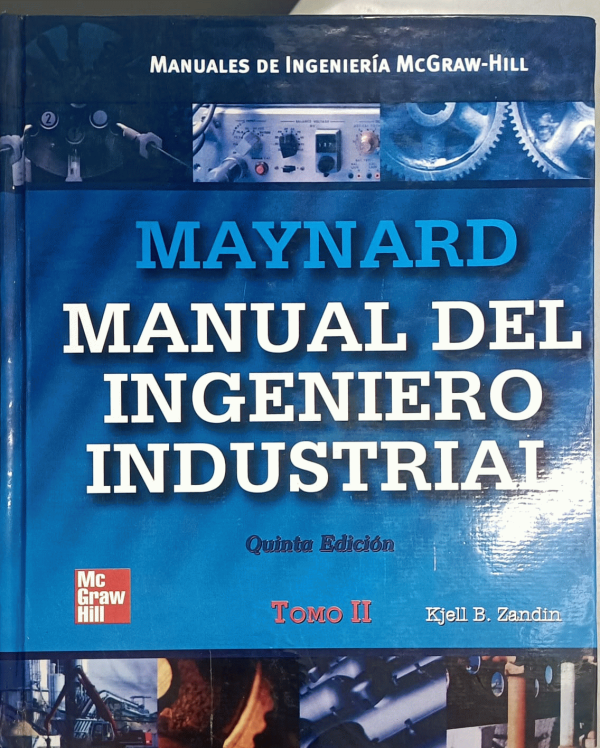 MANUALES DE INGENIERÍA MCGRAW-HILL
2
MAYNARD
MANUAL DEL
INGENIERO
INDUSTRIAL
Quinta Edición
Mc
Graw
Hill
TOMO II
Kjell B. Zandin